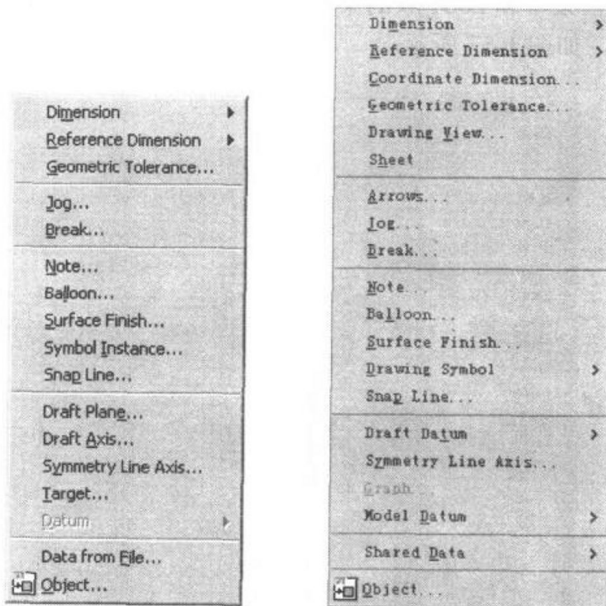 Dimension
Reference Dimension
Geometric Tolerance...
Jog...
Break...
Note...
Balloon...
Surface Finish...
Symbol Instance...
Snap Line...
Draft Plane...
Draft Axis...
Symmetry Line Axis...
Target...
Datum
Data from File...
Object...
Dimension
Reference Dimension
Coordinate Dimension...
Geometric Tolerance...
Drawing View...
Sheet
Arrows...
Jog...
Break...
Note...
Balloon...
Surface Finish...
Drawing Symbol
Snap Line...
Draft Datum
Symmetry Line Axis...
Graph...
Model Datum
Shared Data
Object...